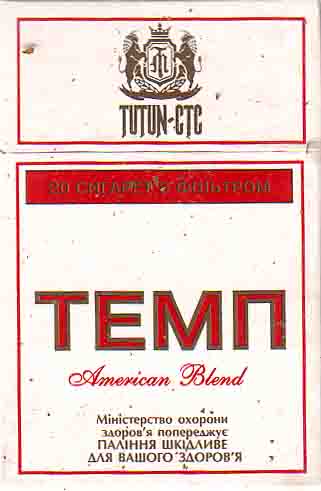 TUTUN-CTC
20 СИГАРЕТ З ФІЛЬТРОМ
ТЕМП
American Blend
Міністерство охорони
здоров'я попереджує
ПАЛІННЯ ШКІДЛИВЕ
ДЛЯ ВАШОГО ЗДОРОВ'Я